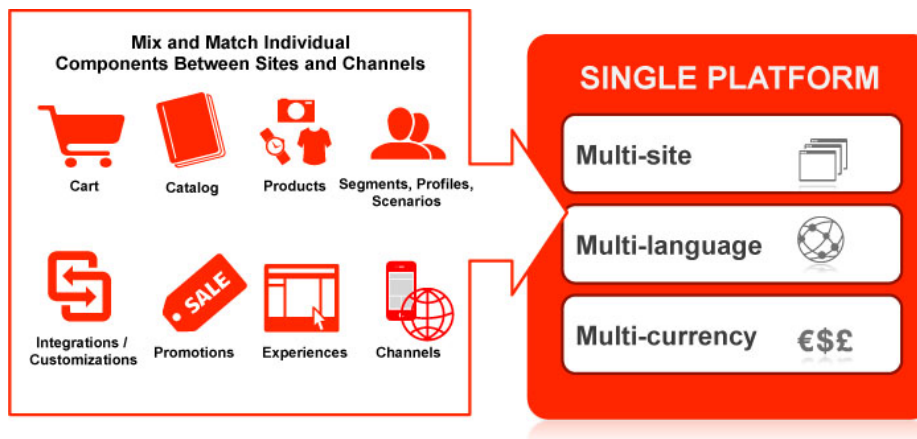 Mix and Match Individual
Components Between Sites and Channels
Cart
Catalog
Products
Segments, Profiles,
Scenarios
Integrations /
Customizations
SALE
Promotions
Experiences
Channels
SINGLE PLATFORM
Multi-site
Multi-language
Multi-currency
€$£